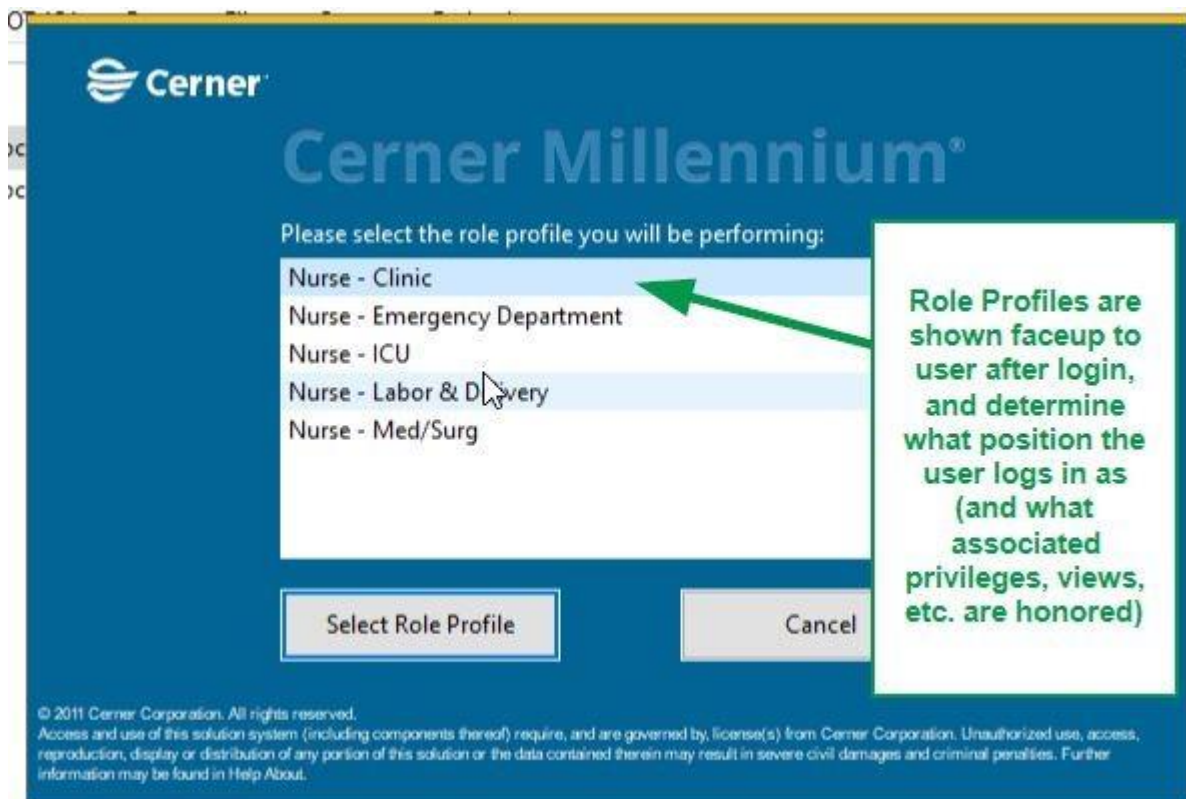 Cerner
Cerner Millennium®
Please select the role profile you will be performing:
Nurse - Clinic
Nurse - Emergency Department
Nurse - ICU
Nurse - Labor & Delivery
Nurse - Med/Surg
Select Role Profile
Cancel
Role Profiles are
shown faceup to
user after login,
and determine
what position the
user logs in as
(and what
associated
privileges, views,
etc. are honored)
© 2011 Cerner Corporation. All rights reserved.
Access and use of this solution system (including components thereof) require, and are governed by, license(s) from Cerner Corporation. Unauthorized use, access,
reproduction, display or distribution of any portion of this solution or the data contained therein may result in severe civil damages and criminal penalties. Further
information may be found in Help About.